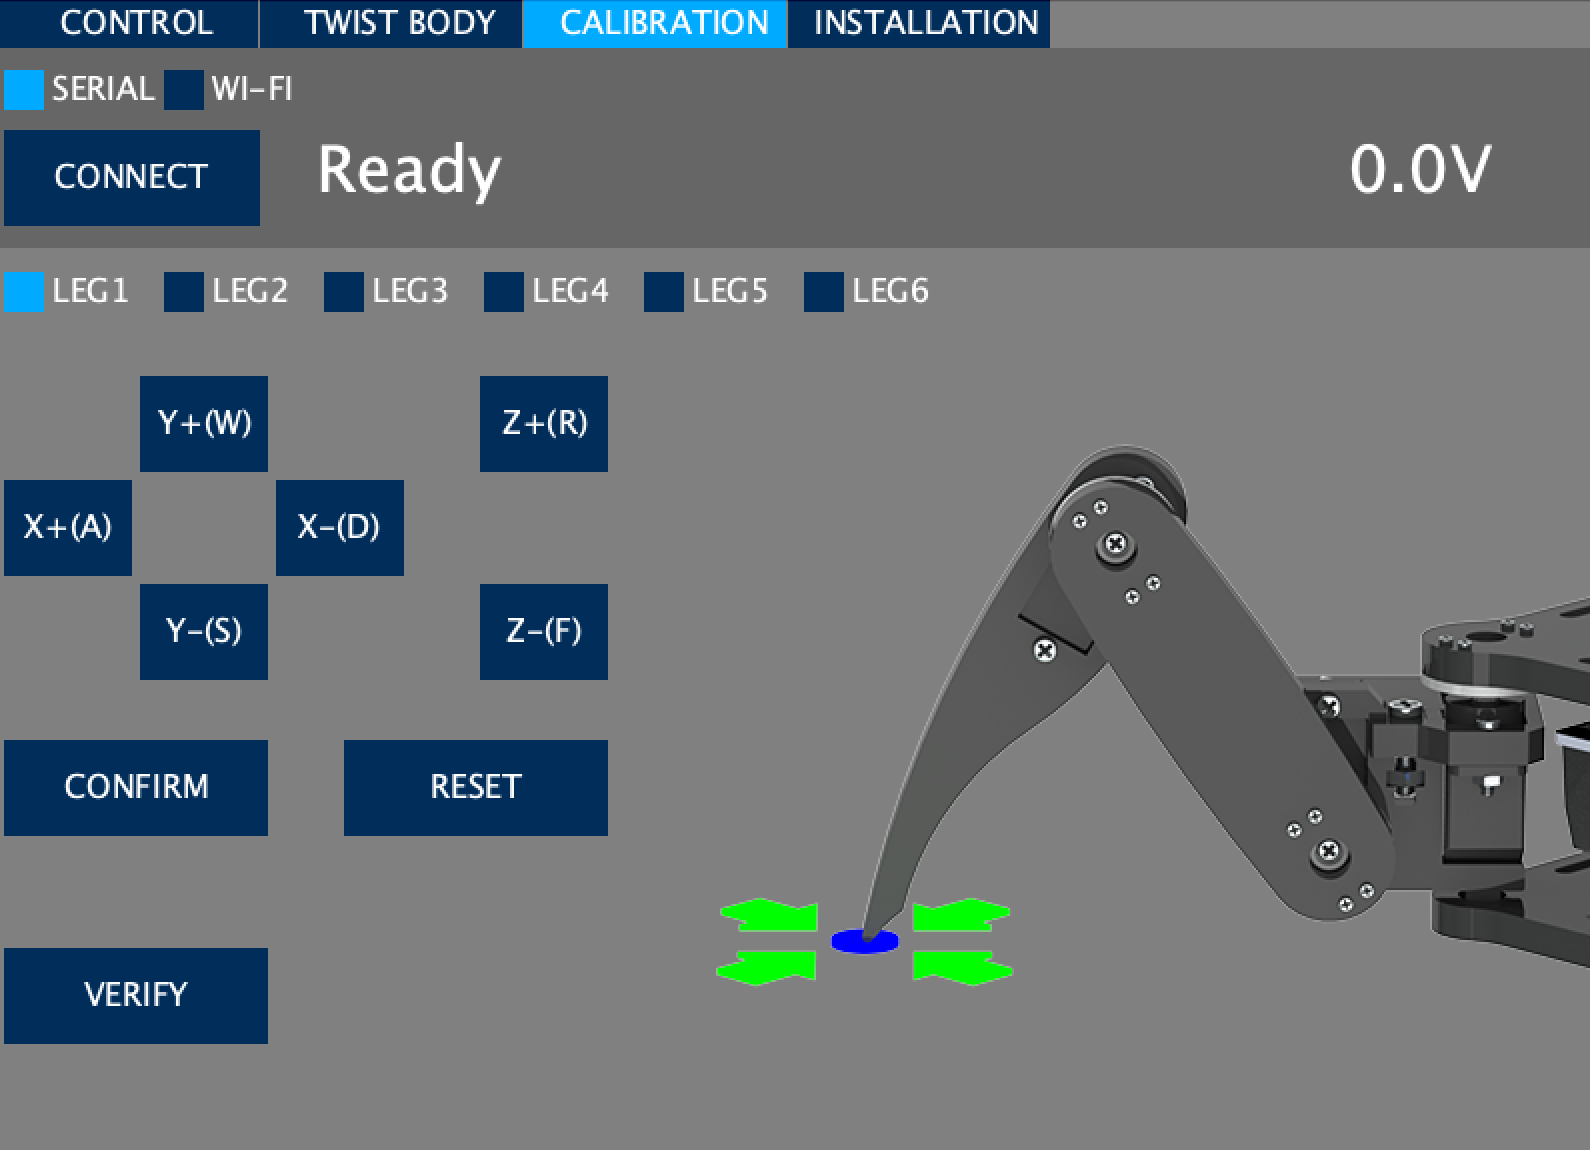 CONTROL TWIST BODY CALIBRATION INSTALLATION
SERIAL WI-FI
CONNECT Ready 0.0V
LEG1 LEG2 LEG3 LEG4 LEG5 LEG6
Y+(W) Z+(R)
X+(A) X-(D)
Y-(S) Z-(F)
CONFIRM RESET
VERIFY